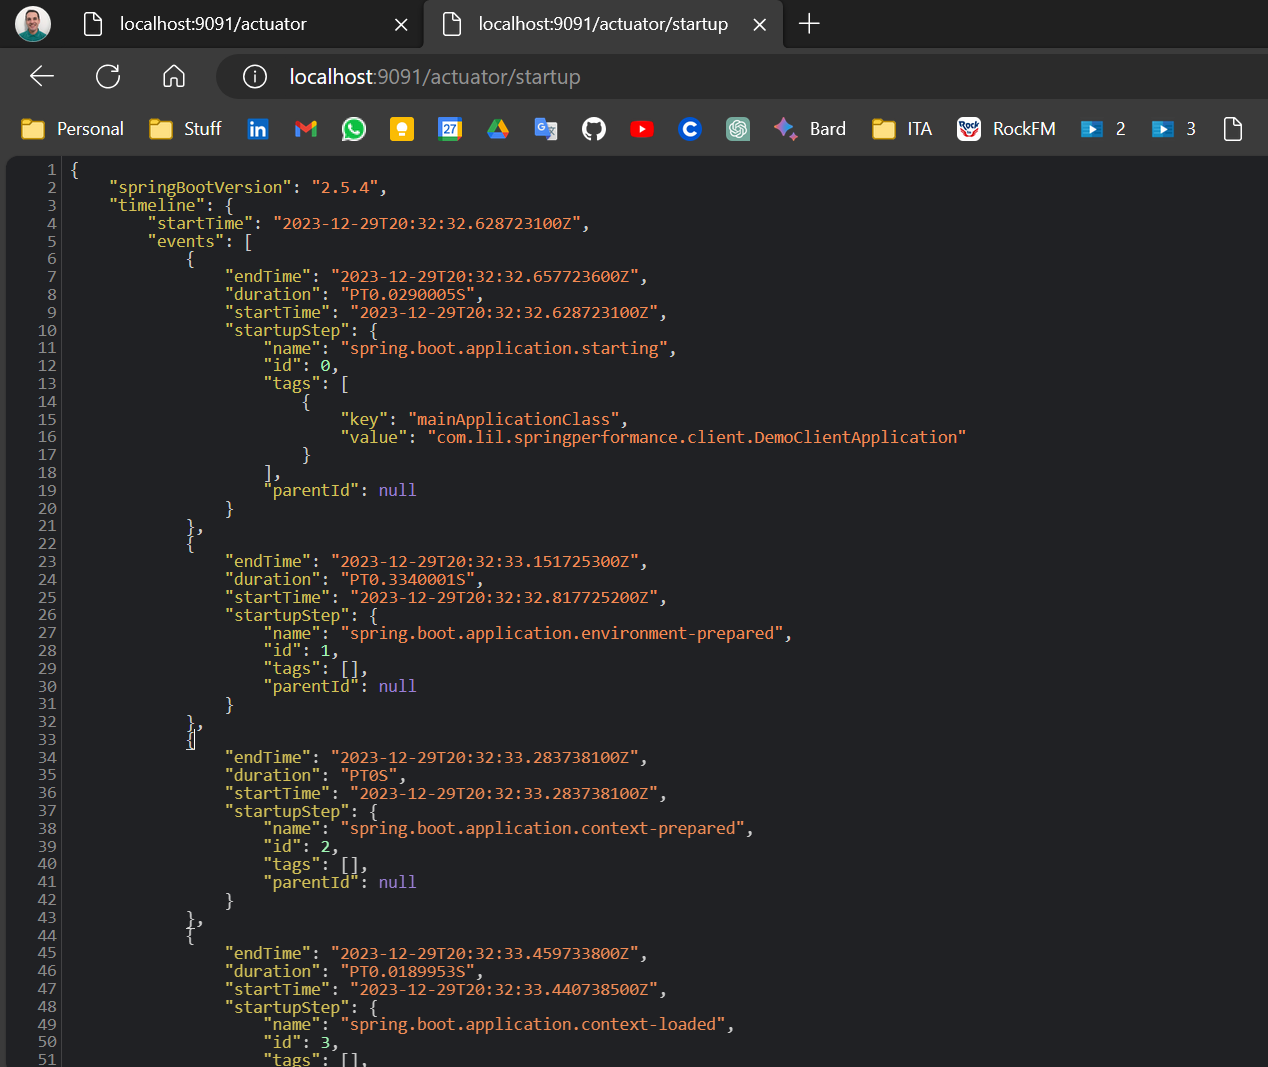 localhost:9091/actuator
localhost:9091/actuator/startup
localhost:9091/actuator/startup
Personal Stuff in 27 G C Bard ITA Rock RockFM 2 3
1 {
2     "springBootVersion": "2.5.4",
3     "timeline": {
4         "startTime": "2023-12-29T20:32:32.628723100Z",
5         "events": [
6             {
7                 "endTime": "2023-12-29T20:32:32.657723600Z",
8                 "duration": "PT0.0290005S",
9                 "startTime": "2023-12-29T20:32:32.628723100Z",
10                 "startupStep": {
11                     "name": "spring.boot.application.starting",
12                     "id": 0,
13                     "tags": [
14                         {
15                             "key": "mainApplicationClass",
16                             "value": "com.lil.springperformance.client.DemoClientApplication"
17                         }
18                     ],
19                     "parentId": null
20                 }
21             },
22             {
23                 "endTime": "2023-12-29T20:32:33.151725300Z",
24                 "duration": "PT0.3340001S",
25                 "startTime": "2023-12-29T20:32:32.817725200Z",
26                 "startupStep": {
27                     "name": "spring.boot.application.environment-prepared",
28                     "id": 1,
29                     "tags": [],
30                     "parentId": null
31                 }
32             },
33             {
34                 "endTime": "2023-12-29T20:32:33.283738100Z",
35                 "duration": "PT0S",
36                 "startTime": "2023-12-29T20:32:33.283738100Z",
37                 "startupStep": {
38                     "name": "spring.boot.application.context-prepared",
39                     "id": 2,
40                     "tags": [],
41                     "parentId": null
42                 }
43             },
44             {
45                 "endTime": "2023-12-29T20:32:33.459733800Z",
46                 "duration": "PT0.0189953S",
47                 "startTime": "2023-12-29T20:32:33.440738500Z",
48                 "startupStep": {
49                     "name": "spring.boot.application.context-loaded",
50                     "id": 3,
51                     "tags": [],